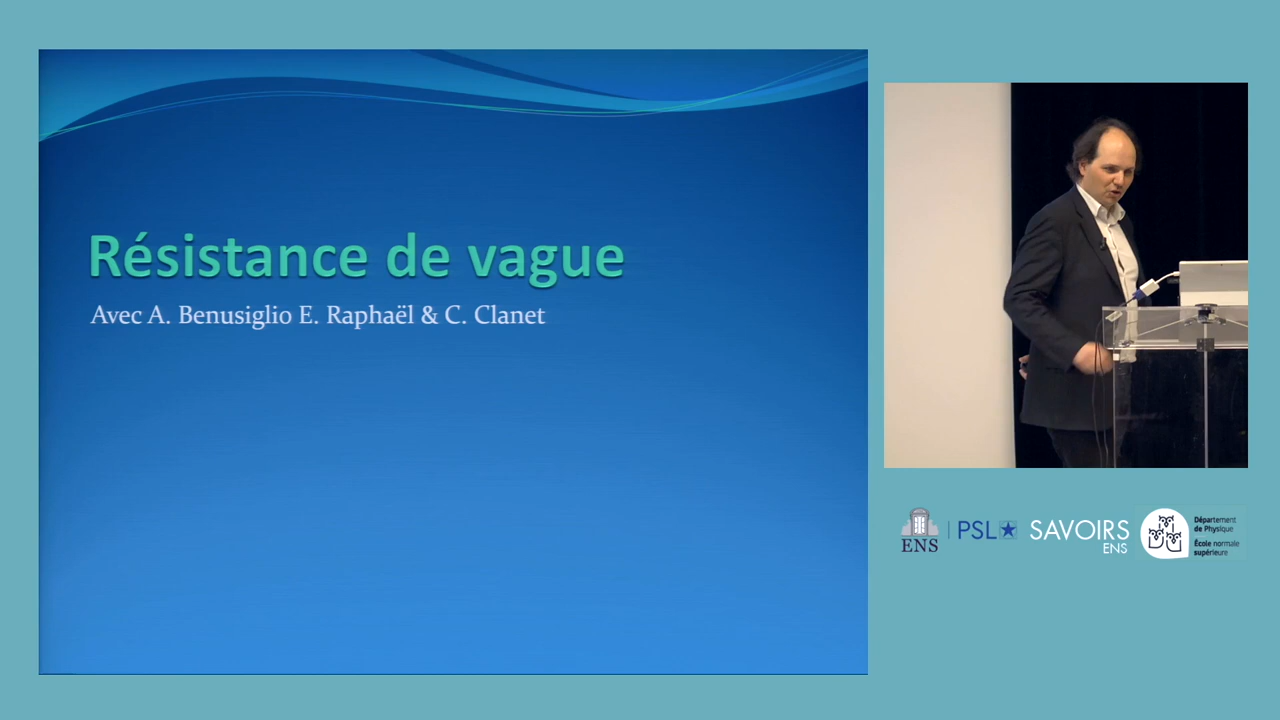 Résistance de vague
Avec A. Benusiglio E. Raphaël & C. Clanet
ENS
PSL
SAVOIRS
ENS
Département
de Physique
École normale
supérieure